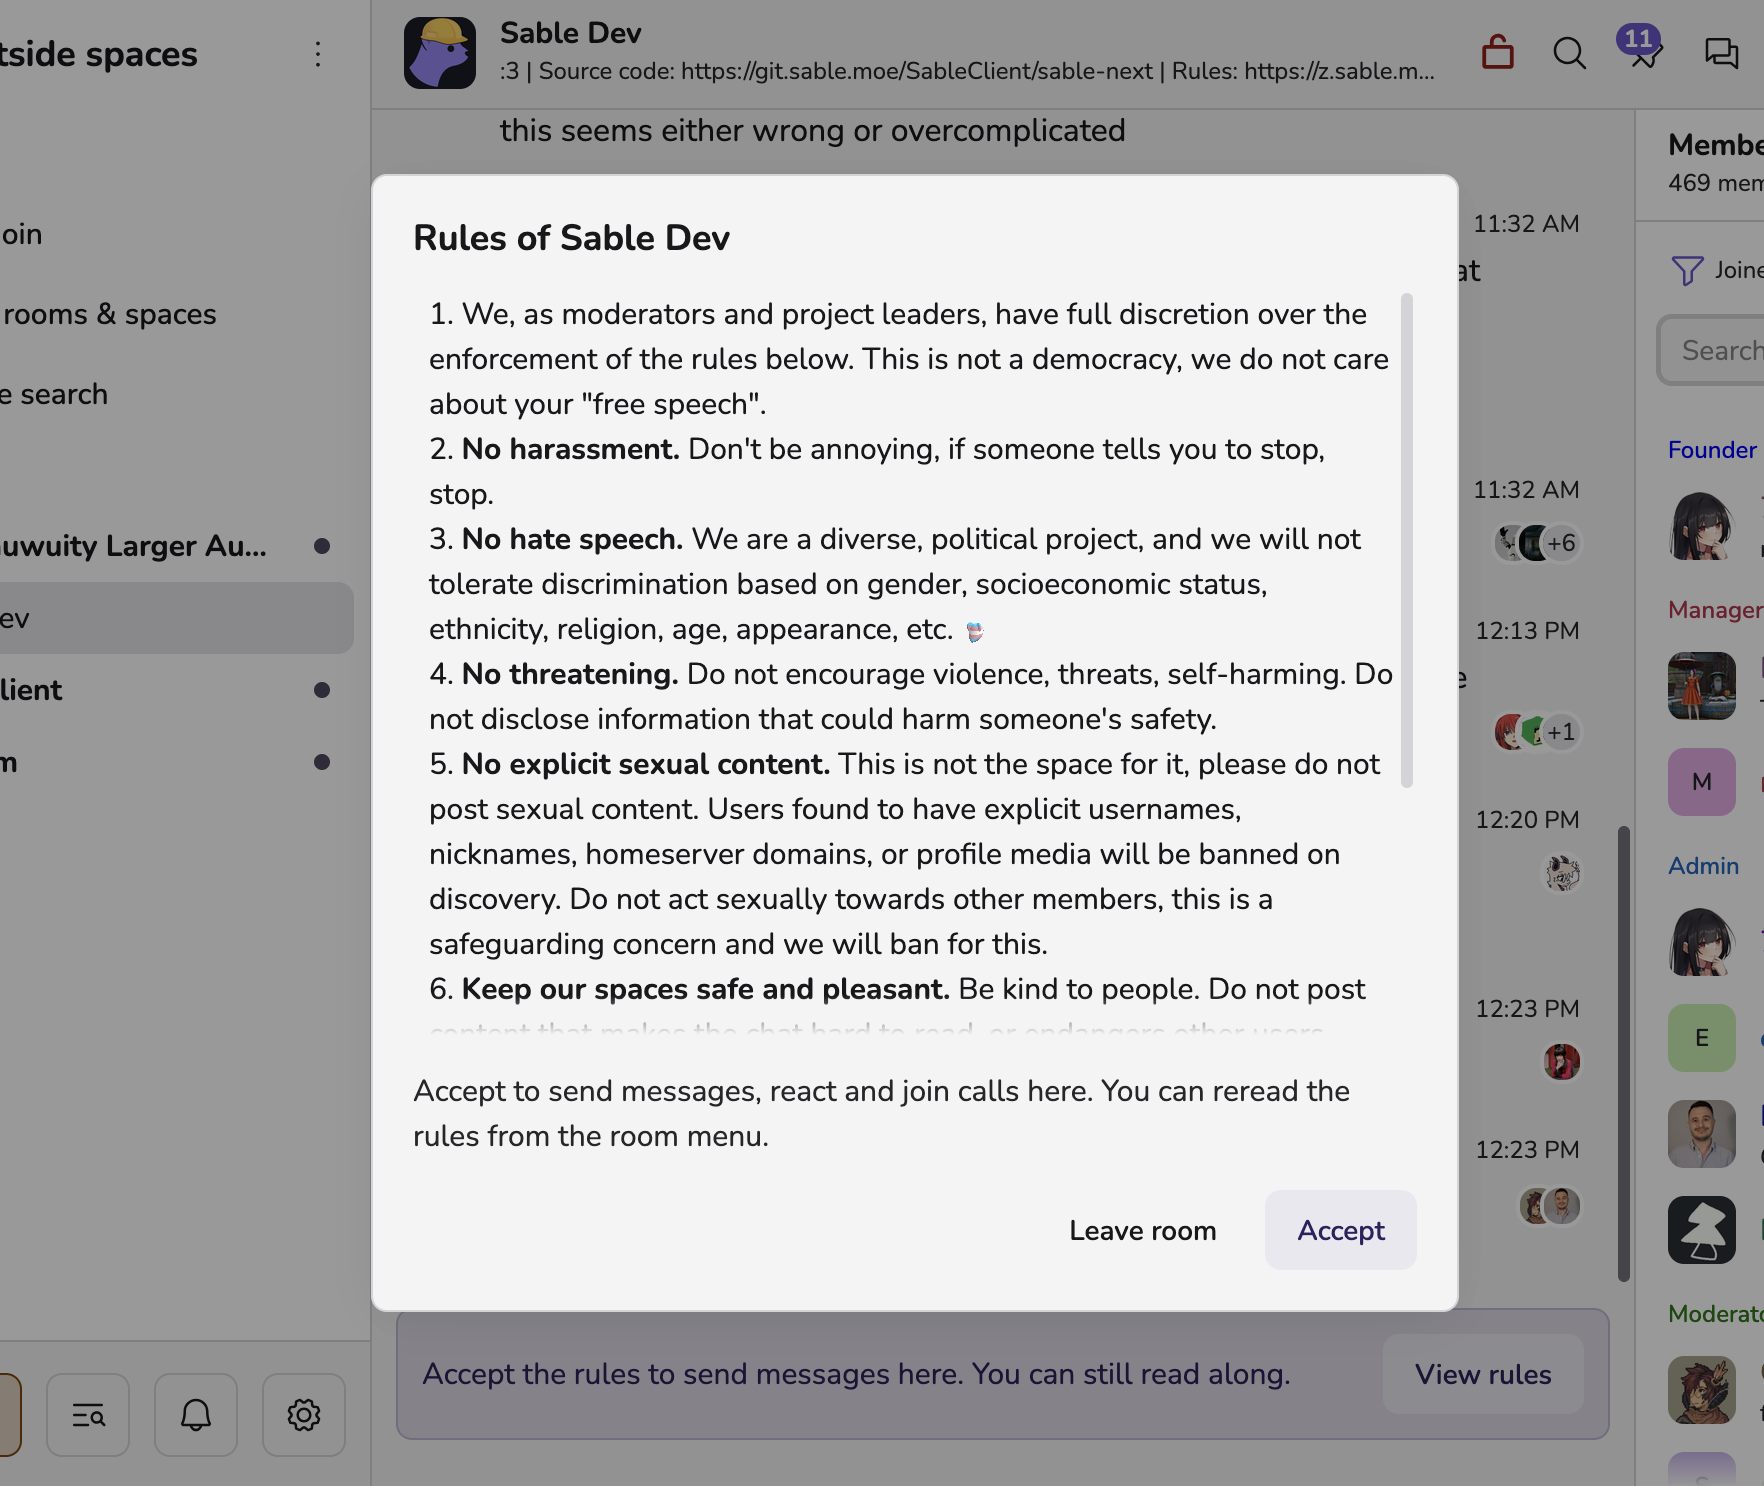 tside spaces
Sable Dev
:3 | Source code: https://git.sable.moe/SableClient/sable-next | Rules: https://z.sable.m...
11
this seems either wrong or overcomplicated
Membe
469 mem
oin
rooms & spaces
e search
uwuity Larger Au...
ev
lient
m
11:32 AM
at
Joine
Search
Founder
11:32 AM
+6
Manager
12:13 PM
e
+1
M
12:20 PM
Admin
12:23 PM
E
12:23 PM
Moderato
Rules of Sable Dev
1. We, as moderators and project leaders, have full discretion over the
enforcement of the rules below. This is not a democracy, we do not care
about your "free speech".
2. No harassment. Don't be annoying, if someone tells you to stop,
stop.
3. No hate speech. We are a diverse, political project, and we will not
tolerate discrimination based on gender, socioeconomic status,
ethnicity, religion, age, appearance, etc.
4. No threatening. Do not encourage violence, threats, self-harming. Do
not disclose information that could harm someone's safety.
5. No explicit sexual content. This is not the space for it, please do not
post sexual content. Users found to have explicit usernames,
nicknames, homeserver domains, or profile media will be banned on
discovery. Do not act sexually towards other members, this is a
safeguarding concern and we will ban for this.
6. Keep our spaces safe and pleasant. Be kind to people. Do not post
content that makes the chat hard to read, or endangers other users
Accept to send messages, react and join calls here. You can reread the
rules from the room menu.
Leave room
Accept
Accept the rules to send messages here. You can still read along.
View rules
S